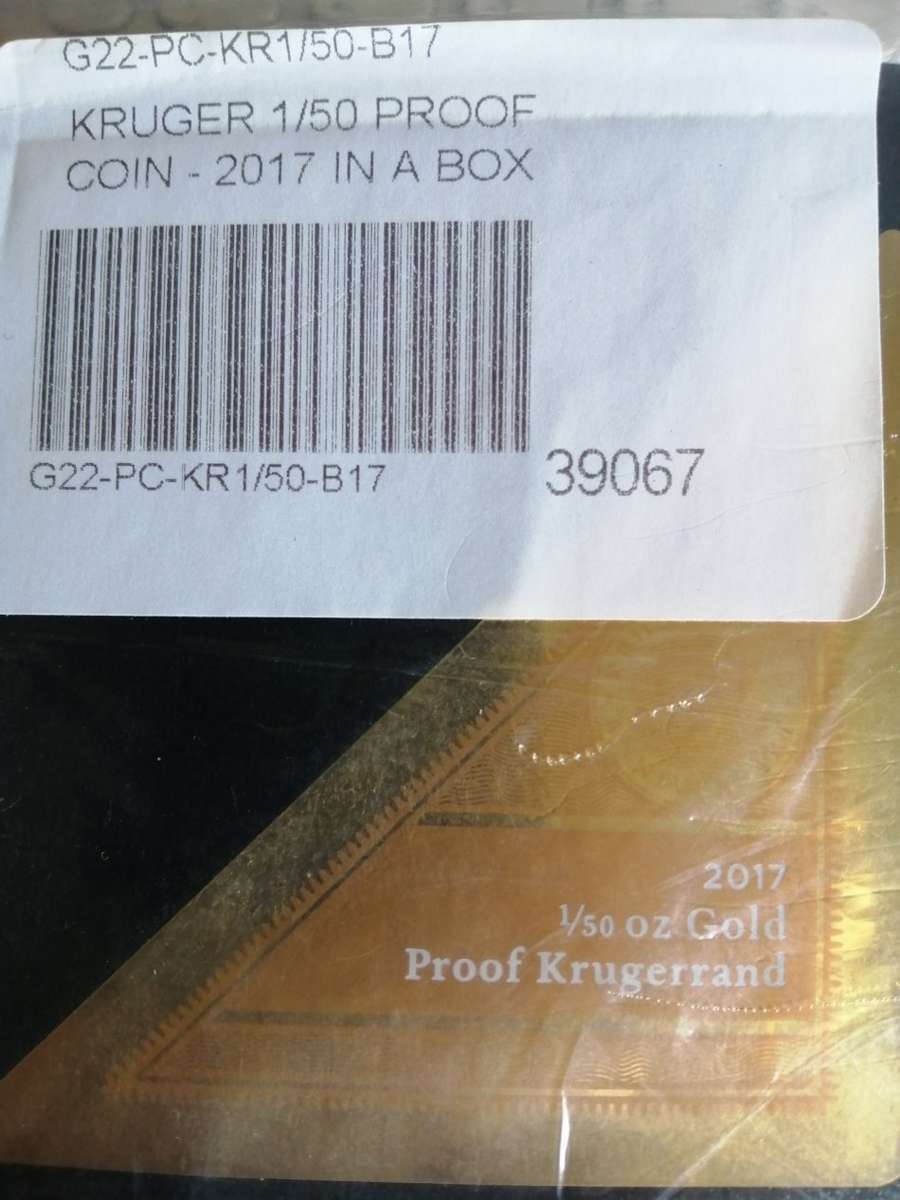 G22-PC-KR1/50-B17
KRUGER 1/50 PROOF
COIN - 2017 IN A BOX
G22-PC-KR1/50-B17
39067
2017
1/50 oz Gold
Proof Krugerrand